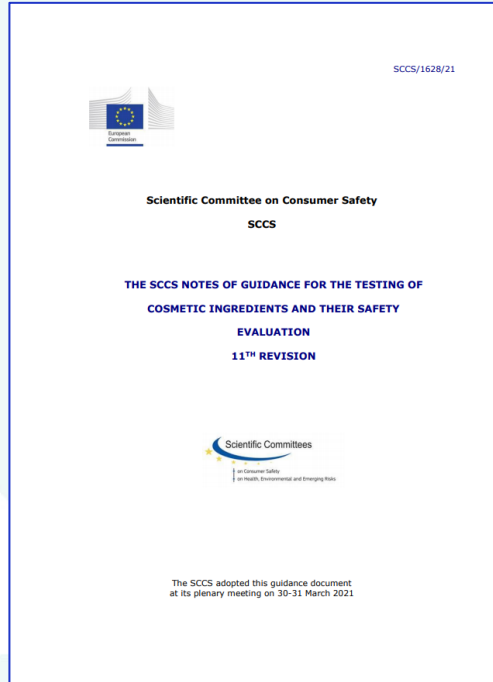 SCCS/1628/21
European
Commission
Scientific Committee on Consumer Safety
SCCS
THE SCCS NOTES OF GUIDANCE FOR THE TESTING OF
COSMETIC INGREDIENTS AND THEIR SAFETY
EVALUATION
11TH REVISION
Scientific Committees
on Consumer Safety
on Health, Environmental and Emerging Risks
The SCCS adopted this guidance document
at its plenary meeting on 30-31 March 2021